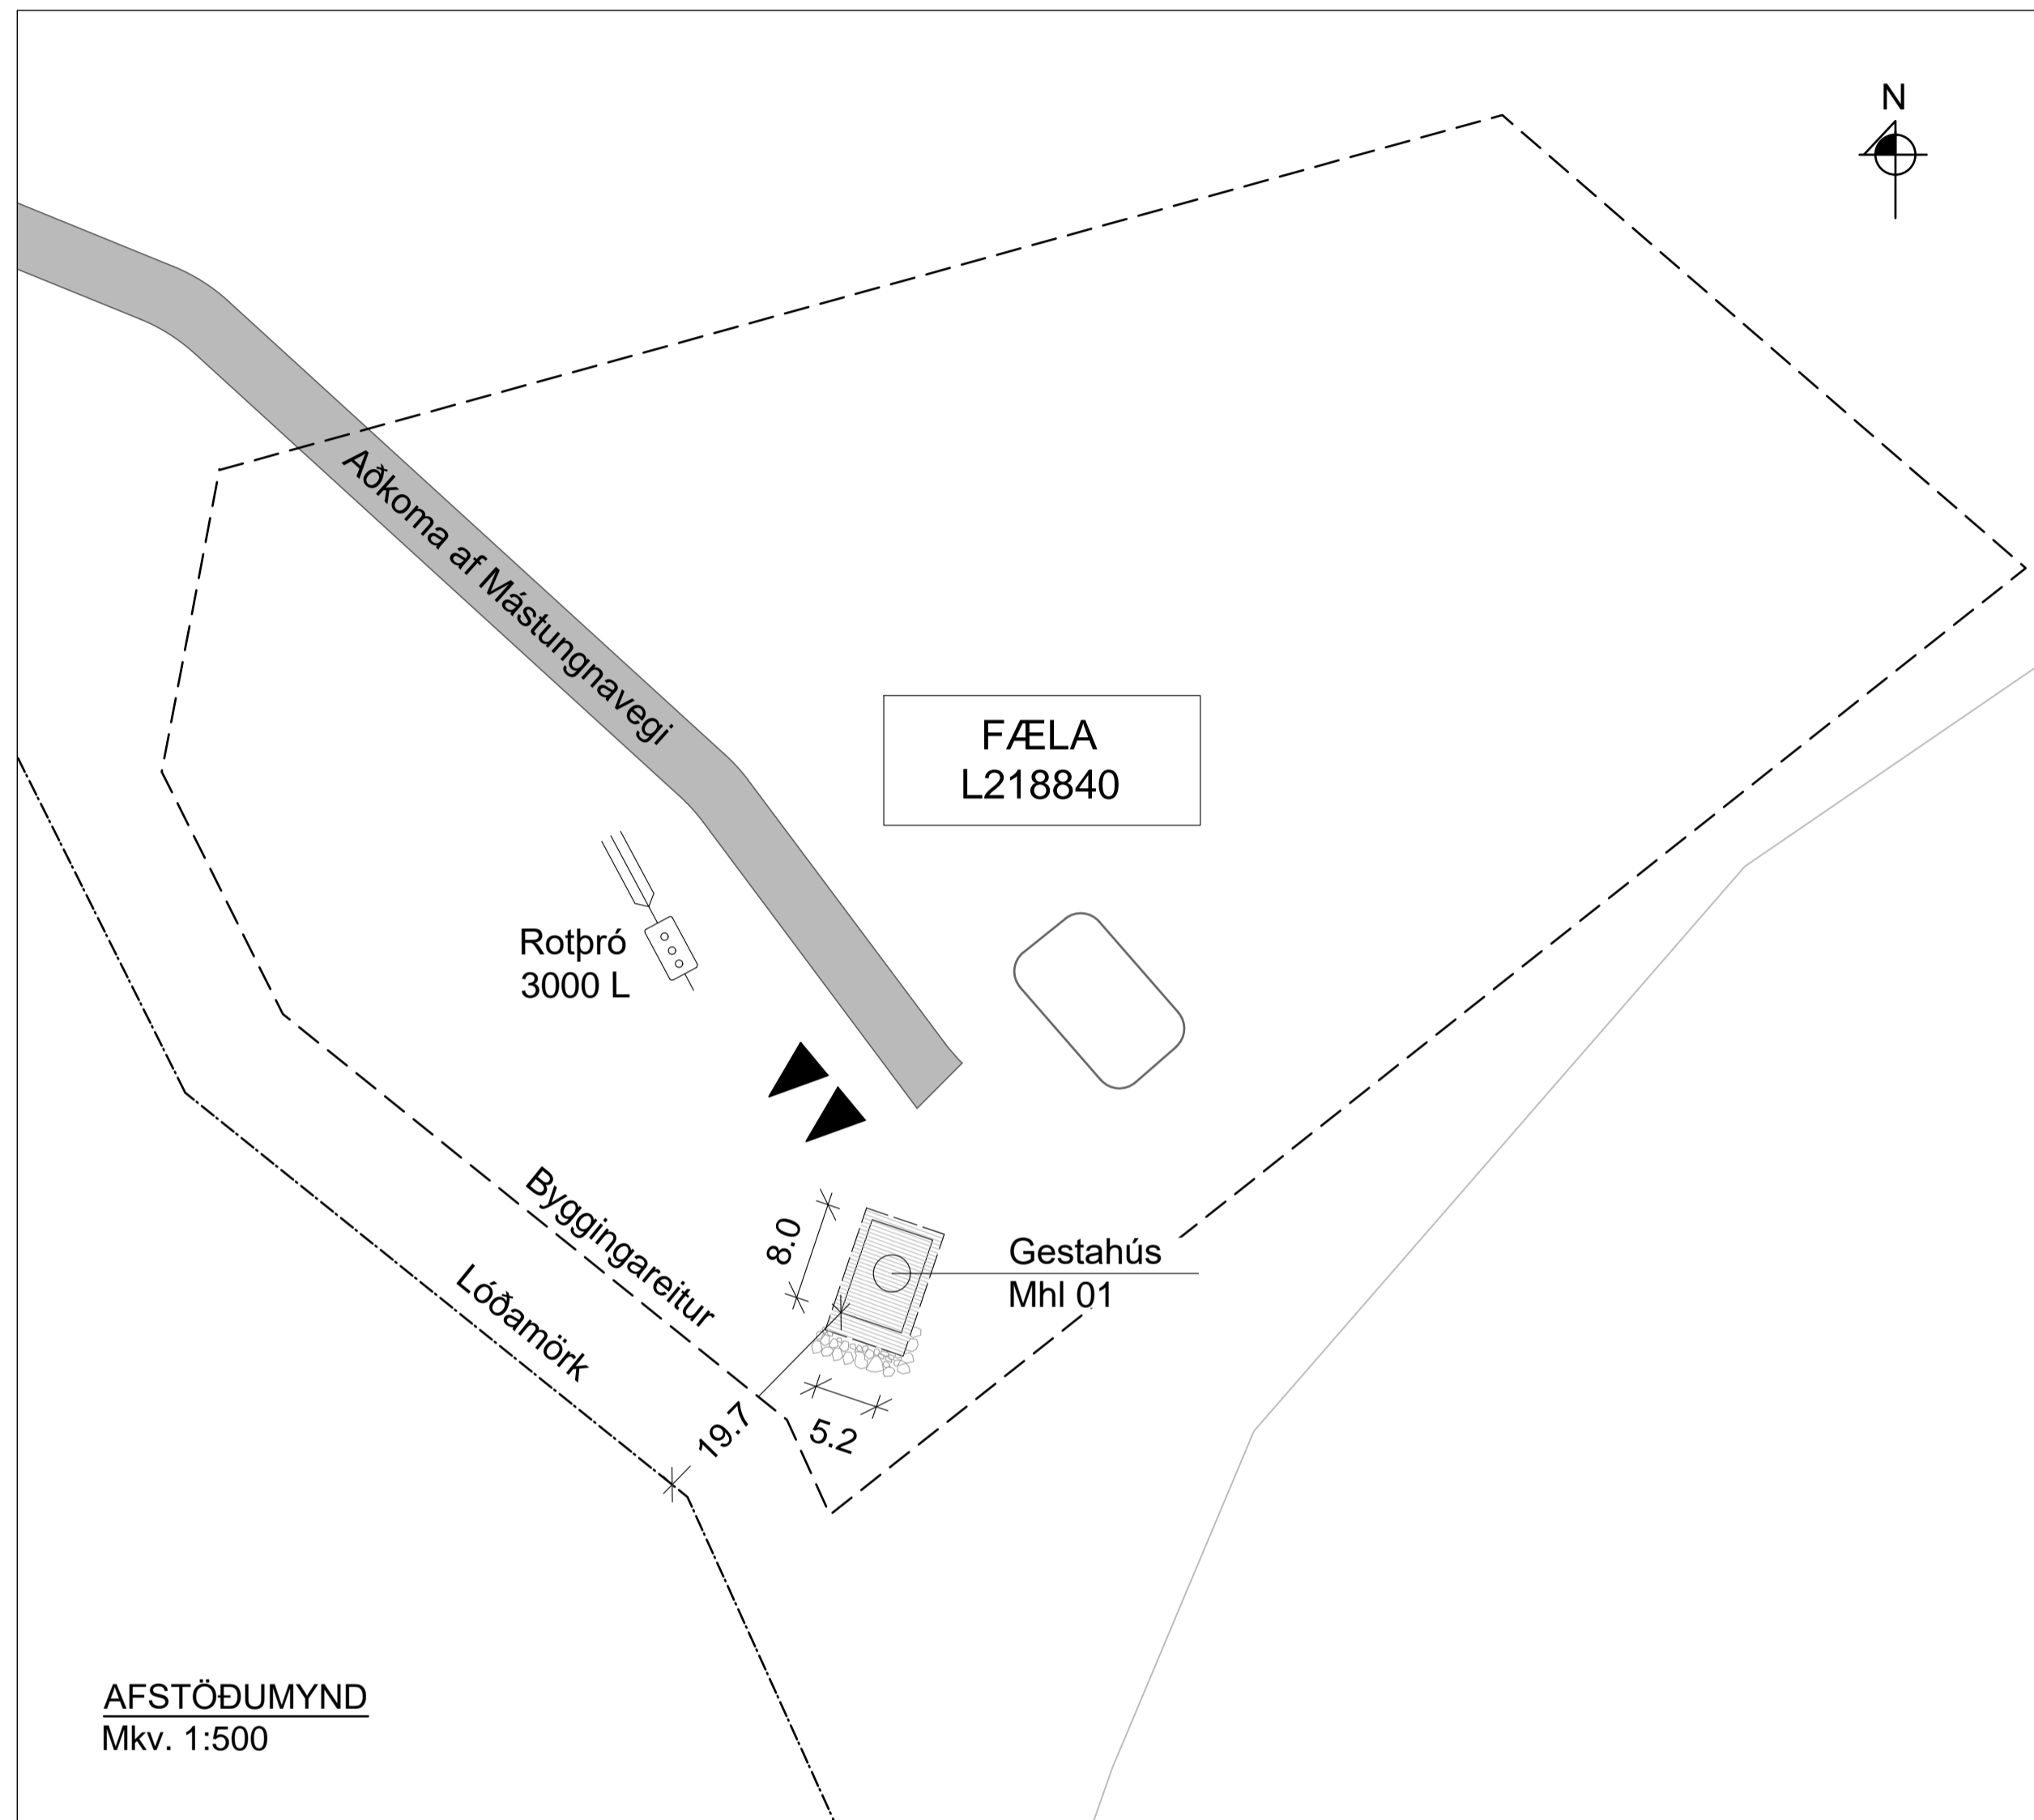 N
Aðkoma af Mástungnavegi
FÆLA
L218840
Rotþró
3000 L
Byggingareitur
Lóðamörk
8.0
Gestahús
Mhl 01
19.7
5.2
AFSTÖÐUMYND
Mkv. 1:500